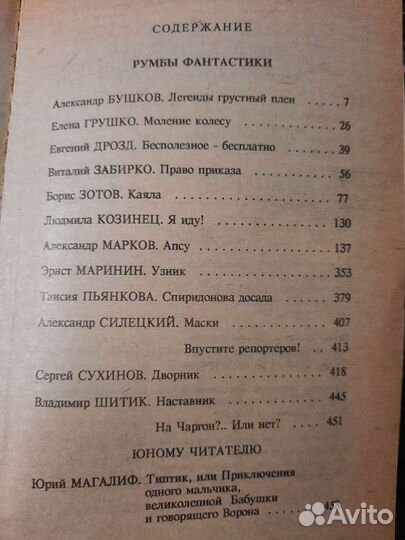 СОДЕРЖАНИЕ
РУМБЫ ФАНТАСТИКИ
Александр БУШКОВ. Легенды грустный плен ...... 7
Елена ГРУШКО. Моление колесу .............. 26
Евгений ДРОЗД. Бесполезное - бесплатно ........ 39
Виталий ЗАБИРКО. Право приказа ............. 56
Борис ЗОТОВ. Каяла ....................... 77
Людмила КОЗИНЕЦ. Я иду! ................. 130
Александр МАРКОВ. Апсу ................... 137
Эрнст МАРИНИН. Узник .................... 353
Таисия ПЬЯНКОВА. Спиридонова досада ........ 379
Александр СИЛЕЦКИЙ. Маски ............... 407
Впустите репортеров! .. 413
Сергей СУХИНОВ. Дворник .................. 418
Владимир ШИТИК. Наставник ................ 445
На Чаргон?.. Или нет? ... 451
ЮНОМУ ЧИТАТЕЛЮ
Юрий МАГАЛИФ. Типтик, или Приключения
одного мальчика,
великолепной Бабушки
и говорящего Ворона ............
Avito